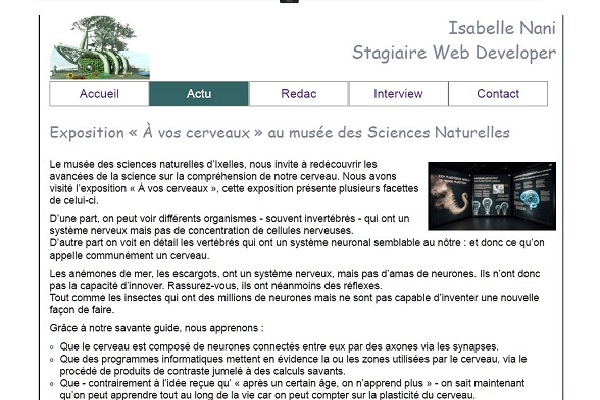 Isabelle Nani
Stagiaire Web Developer
Accueil
Actu
Redac
Interview
Contact
Exposition « À vos cerveaux » au musée des Sciences Naturelles
Le musée des sciences naturelles d'Ixelles, nous invite à redécouvrir les
avancées de la science sur la compréhension de notre cerveau. Nous avons
visité l'exposition « À vos cerveaux », cette exposition présente plusieurs facettes
de celui-ci.
D'une part, on peut voir différents organismes - souvent invertébrés - qui ont un
système nerveux mais pas de concentration de cellules nerveuses.
D'autre part on voit en détail les vertébrés qui ont un système neuronal semblable au nôtre : et donc ce qu'on
appelle communément un cerveau.
Les anémones de mer, les escargots, ont un système nerveux, mais pas d'amas de neurones. Ils n'ont donc
pas la capacité d'innover. Rassurez-vous, ils ont néanmoins des réflexes.
Tout comme les insectes qui ont des millions de neurones mais ne sont pas capable d'inventer une nouvelle
façon de faire.
Grâce à notre savante guide, nous apprenons :
Que le cerveau est composé de neurones connectés entre eux par des axones via les synapses.
Que des programmes informatiques mettent en évidence la ou les zones utilisées par le cerveau, via le
procédé de produits de contraste jumelé à des calculs savants.
Que - contrairement à l'idée reçue qu' « après un certain âge, on n'apprend plus » - on sait maintenant
qu'on peut apprendre tout au long de la vie car on peut compter sur la plasticité du cerveau.